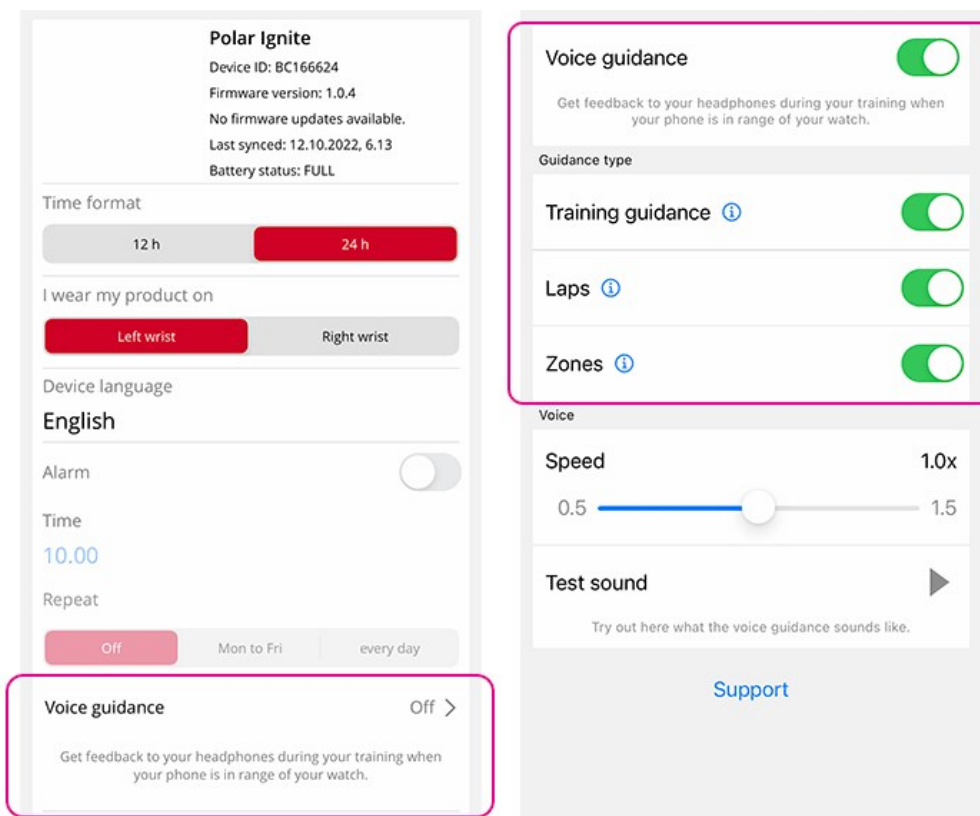 Polar Ignite
Device ID: BC166624
Firmware version: 1.0.4
No firmware updates available.
Last synced: 12.10.2022, 6.13
Battery status: FULL
Time format
12 h 24 h
I wear my product on
Left wrist Right wrist
Device language
English
Alarm
Time
10.00
Repeat
Off Mon to Fri every day
Voice guidance Off
Get feedback to your headphones during your training when
your phone is in range of your watch.
Voice guidance
Get feedback to your headphones during your training when
your phone is in range of your watch.
Guidance type
Training guidance
Laps
Zones
Voice
Speed 1.0x
0.5 1.5
Test sound
Try out here what the voice guidance sounds like.
Support